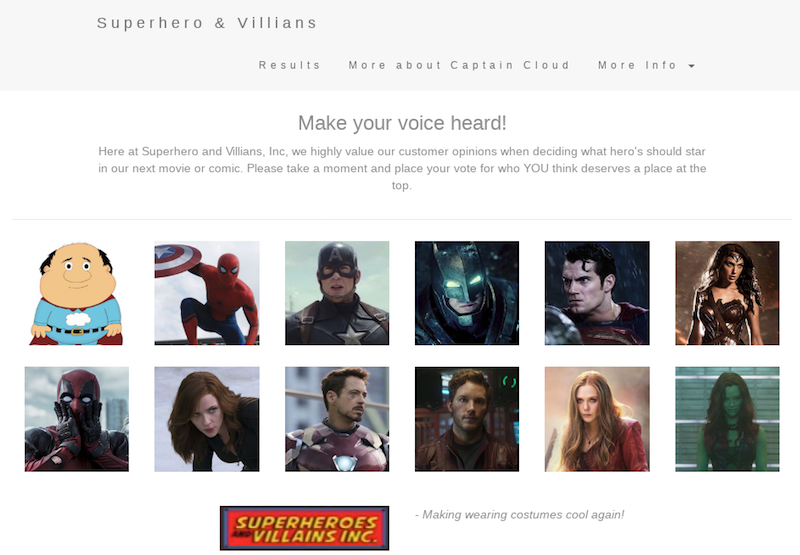 Superhero & Villians
Results More about Captain Cloud More Info
Make your voice heard!
Here at Superhero and Villians, Inc, we highly value our customer opinions when deciding what hero's should star
in our next movie or comic. Please take a moment and place your vote for who YOU think deserves a place at the
top.
SUPERHEROES
AND VILLAINS INC.
- Making wearing costumes cool again!